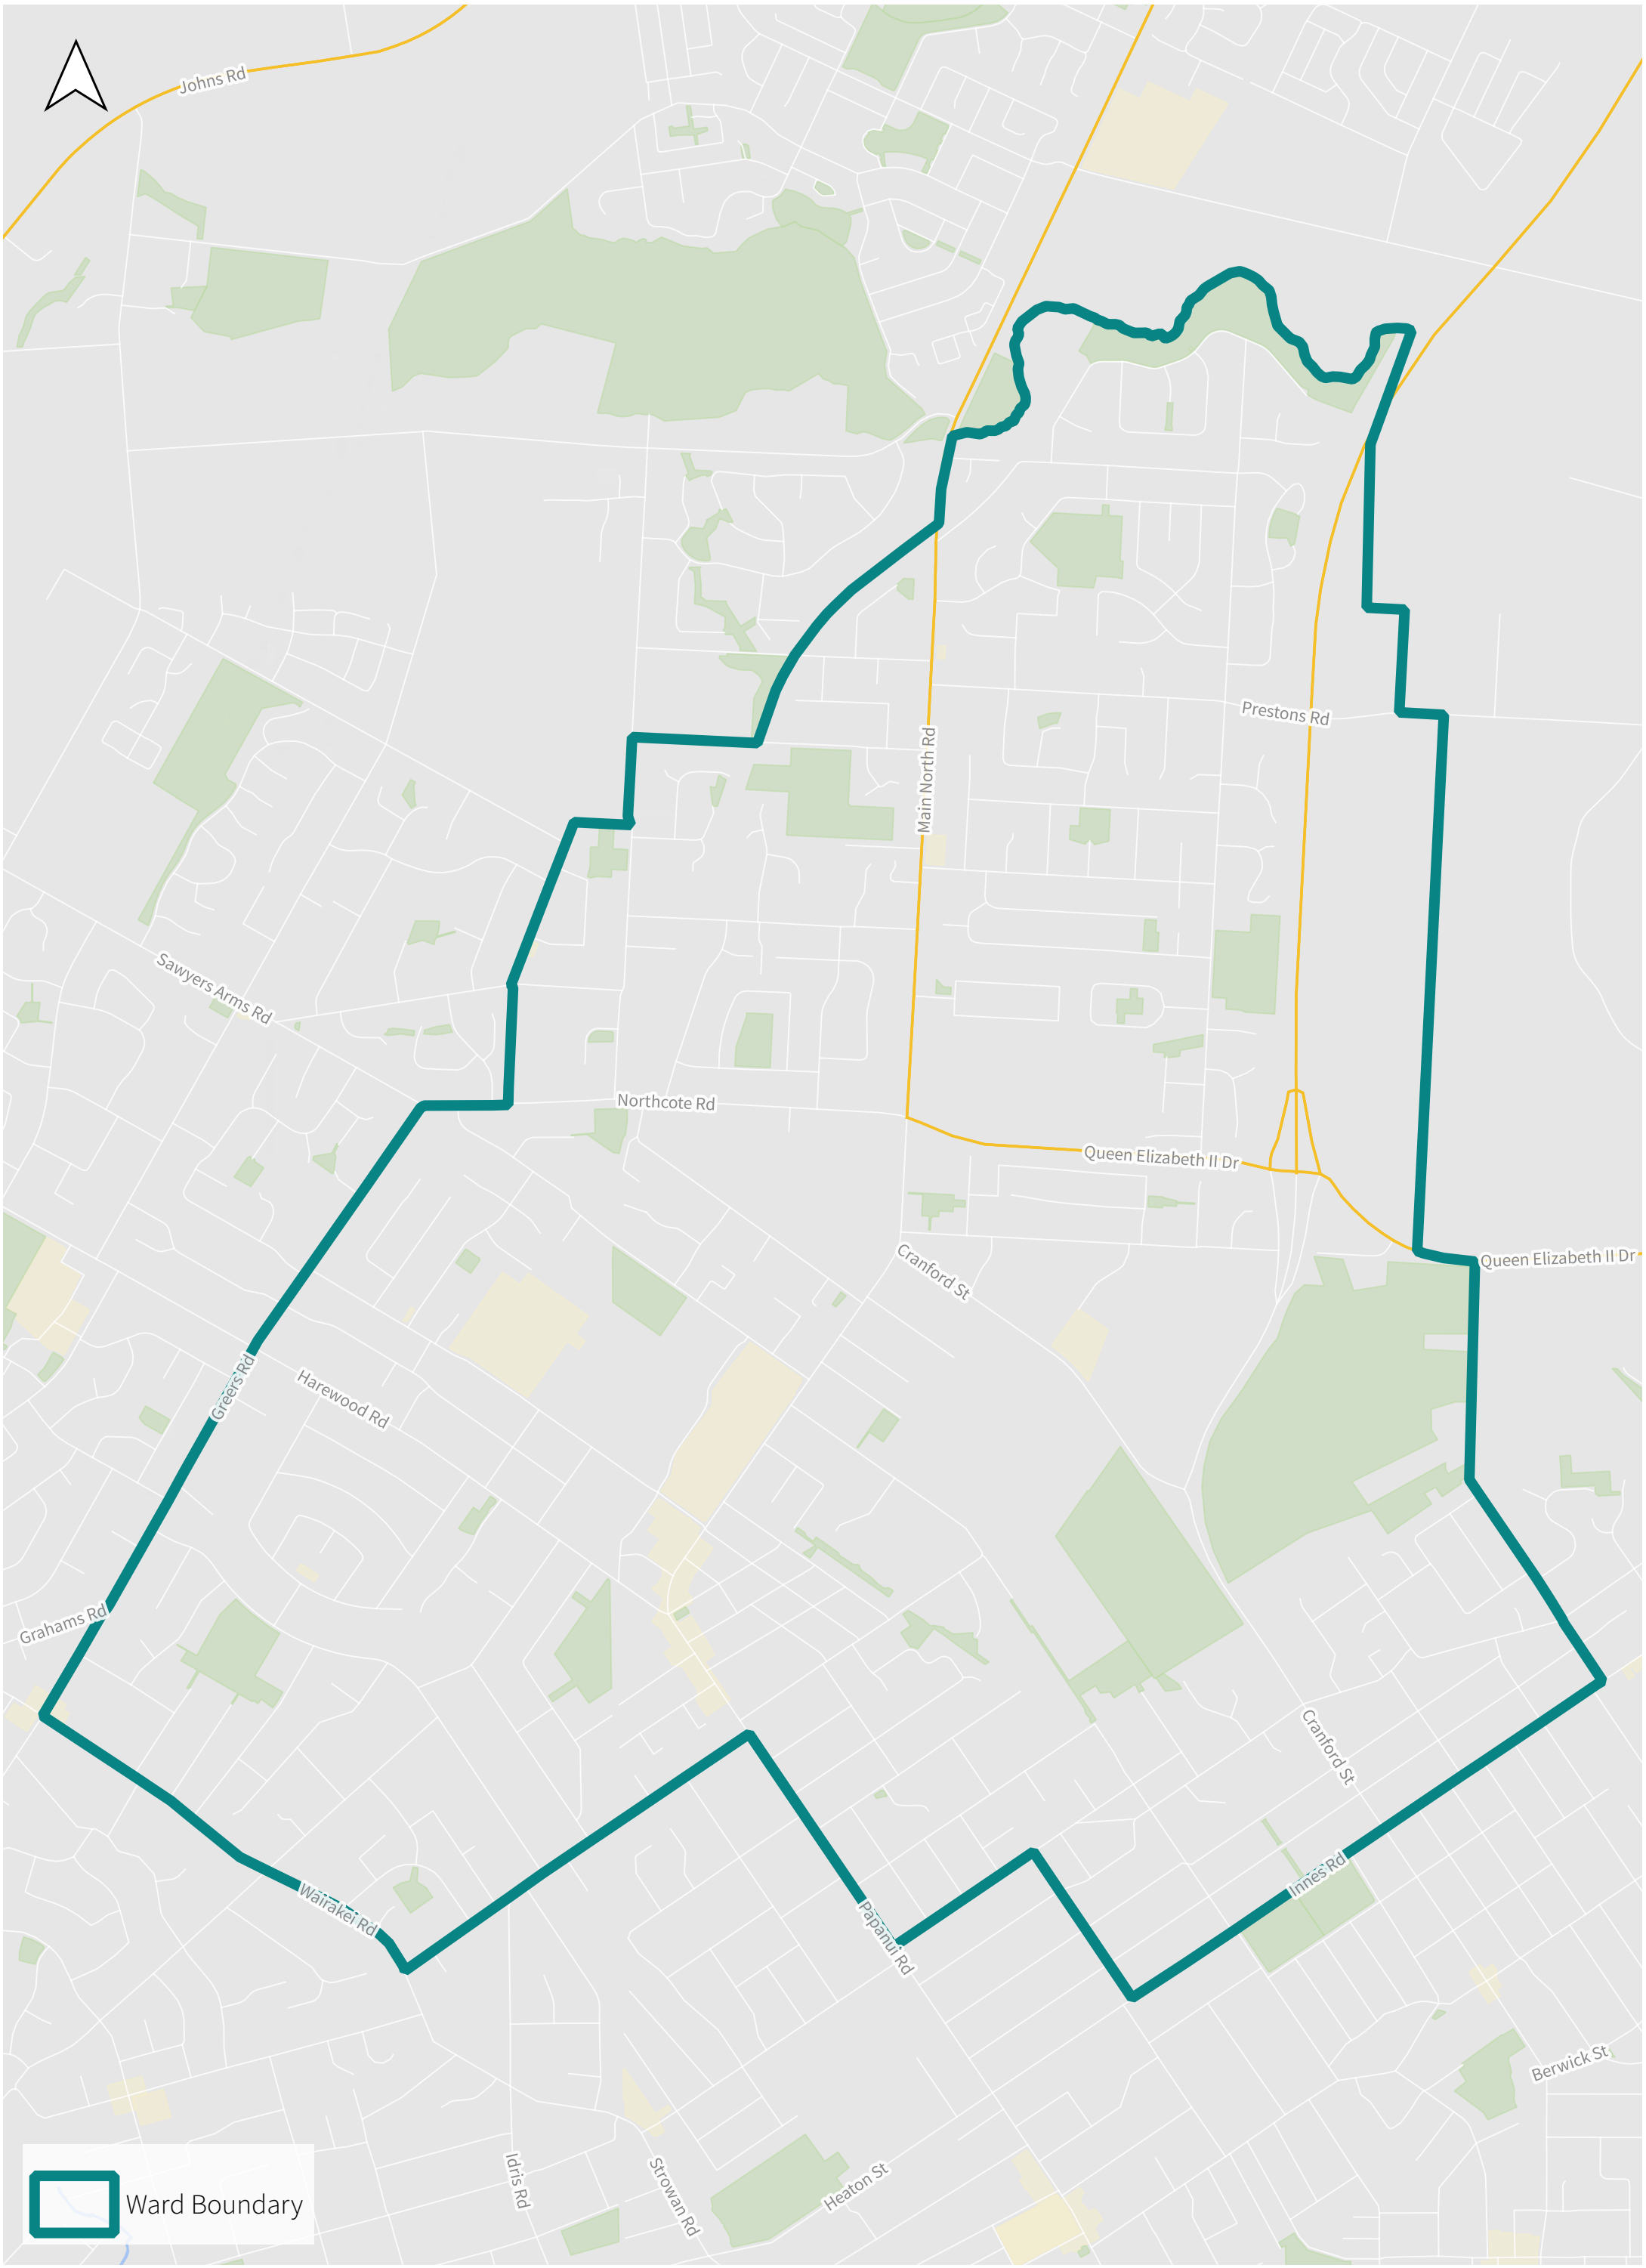 Johns Rd
Prestons Rd
Main North Rd
Sawyers Arms Rd
Northcote Rd
Queen Elizabeth II Dr
Cranford St
Queen Elizabeth II Dr
Greers Rd
Harewood Rd
Grahams Rd
Cranford St
Innes Rd
Wairakei Rd
Papanui Rd
Berwick St
Idris Rd
Strowan Rd
Heaton St
Ward Boundary